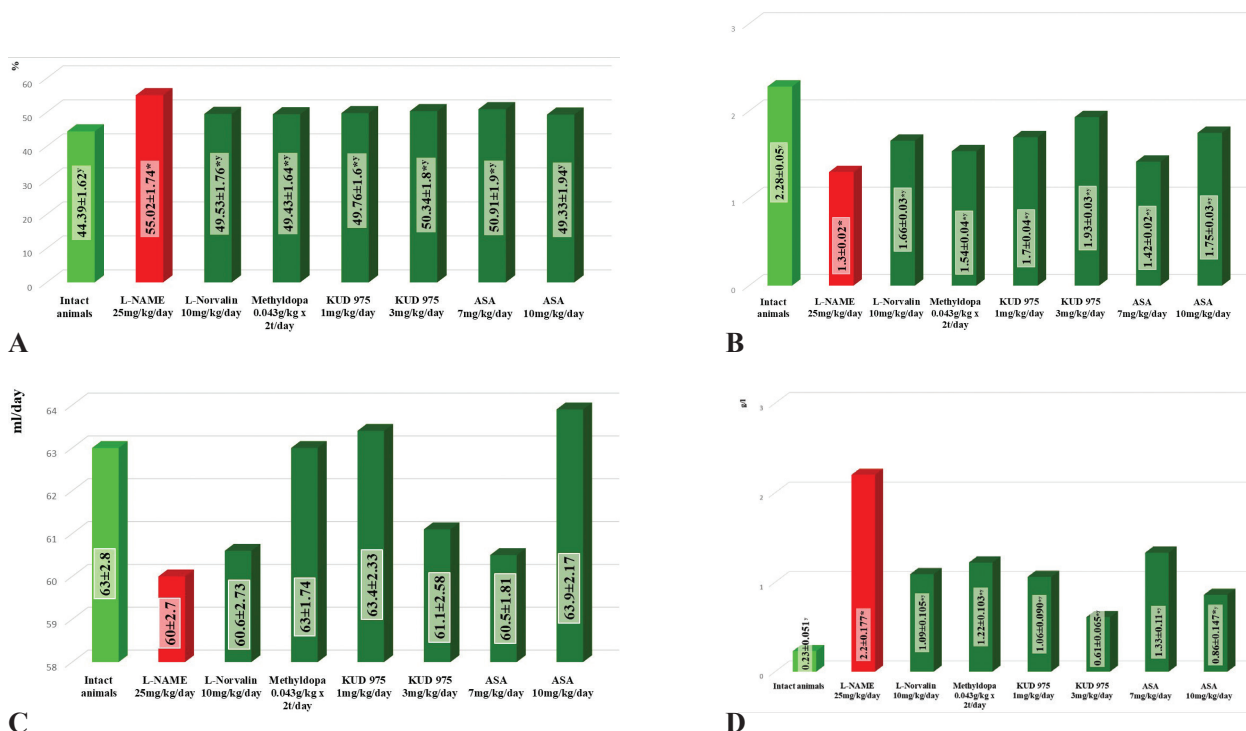 %
60
50
40
30
20
10
0
44.39±1.62ʸ
55.02±1.74*
49.53±1.76*ʸ
49.43±1.64*ʸ
49.76±1.6*ʸ
50.34±1.8*ʸ
50.91±1.9*ʸ
49.33±1.94ʸ
Intact
animals
L-NAME
25mg/kg/day
L-Norvalin
10mg/kg/day
Methyldopa
0.043g/kg x
2t/day
KUD 975
1mg/kg/day
KUD 975
3mg/kg/day
ASA
7mg/kg/day
ASA
10mg/kg/day
A
3
2
1
0
2.28±0.05ʸ
1.3±0.02*
1.66±0.03*ʸ
1.54±0.04*ʸ
1.7±0.04*ʸ
1.93±0.03*ʸ
1.42±0.02*ʸ
1.75±0.03*ʸ
Intact
animals
L-NAME
25mg/kg/day
L-Norvalin
10mg/kg/day
Methyldopa
0.043g/kg x
2t/day
KUD 975
1mg/kg/day
KUD 975
3mg/kg/day
ASA
7mg/kg/day
ASA
10mg/kg/day
B
ml/day
64
63
62
61
60
59
58
63±2.8
60±2.7
60.6±2.73
63±1.74
63.4±2.33
61.1±2.58
60.5±1.81
63.9±2.17
Intact
animals
L-NAME
25mg/kg/day
L-Norvalin
10mg/kg/day
Methyldopa
0.043g/kg x
2t/day
KUD 975
1mg/kg/day
KUD 975
3mg/kg/day
ASA
7mg/kg/day
ASA
10mg/kg/day
C
g/l
3
2
1
0
0.23±0.051ʸ
2.2±0.177*
1.09±0.105*ʸ
1.22±0.103*ʸ
1.06±0.090*ʸ
0.61±0.065*ʸ
1.33±0.11*ʸ
0.86±0.147*ʸ
Intact animals
L-NAME
25mg/kg/day
L-Norvalin
10mg/kg/day
Methyldopa
0.043g/kg x
2t/day
KUD 975
1mg/kg/day
KUD 975
3mg/kg/day
ASA
7mg/kg/day
ASA
10mg/kg/day
D